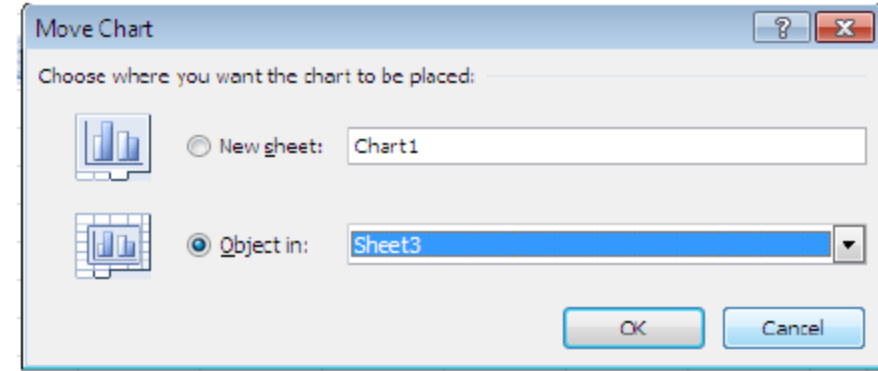 Move Chart
?
Choose where you want the chart to be placed:
New sheet: Chart1
Object in: Sheet3
OK Cancel